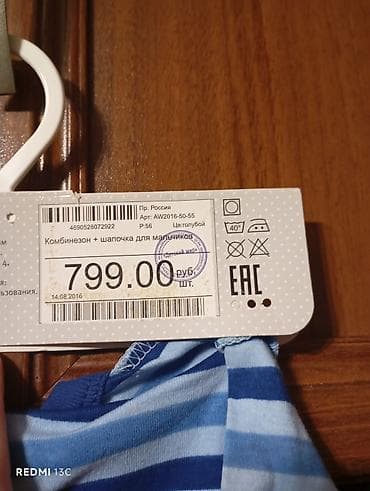 Пр. Россия
Арт: AW2016-50-55
4690528072922
Р:56
Цв:голубой
Комбинезон + шапочка для мальчиков
799.00 руб.
шт.
14.08.2016
40°
EAC
4.
REDMI 13C